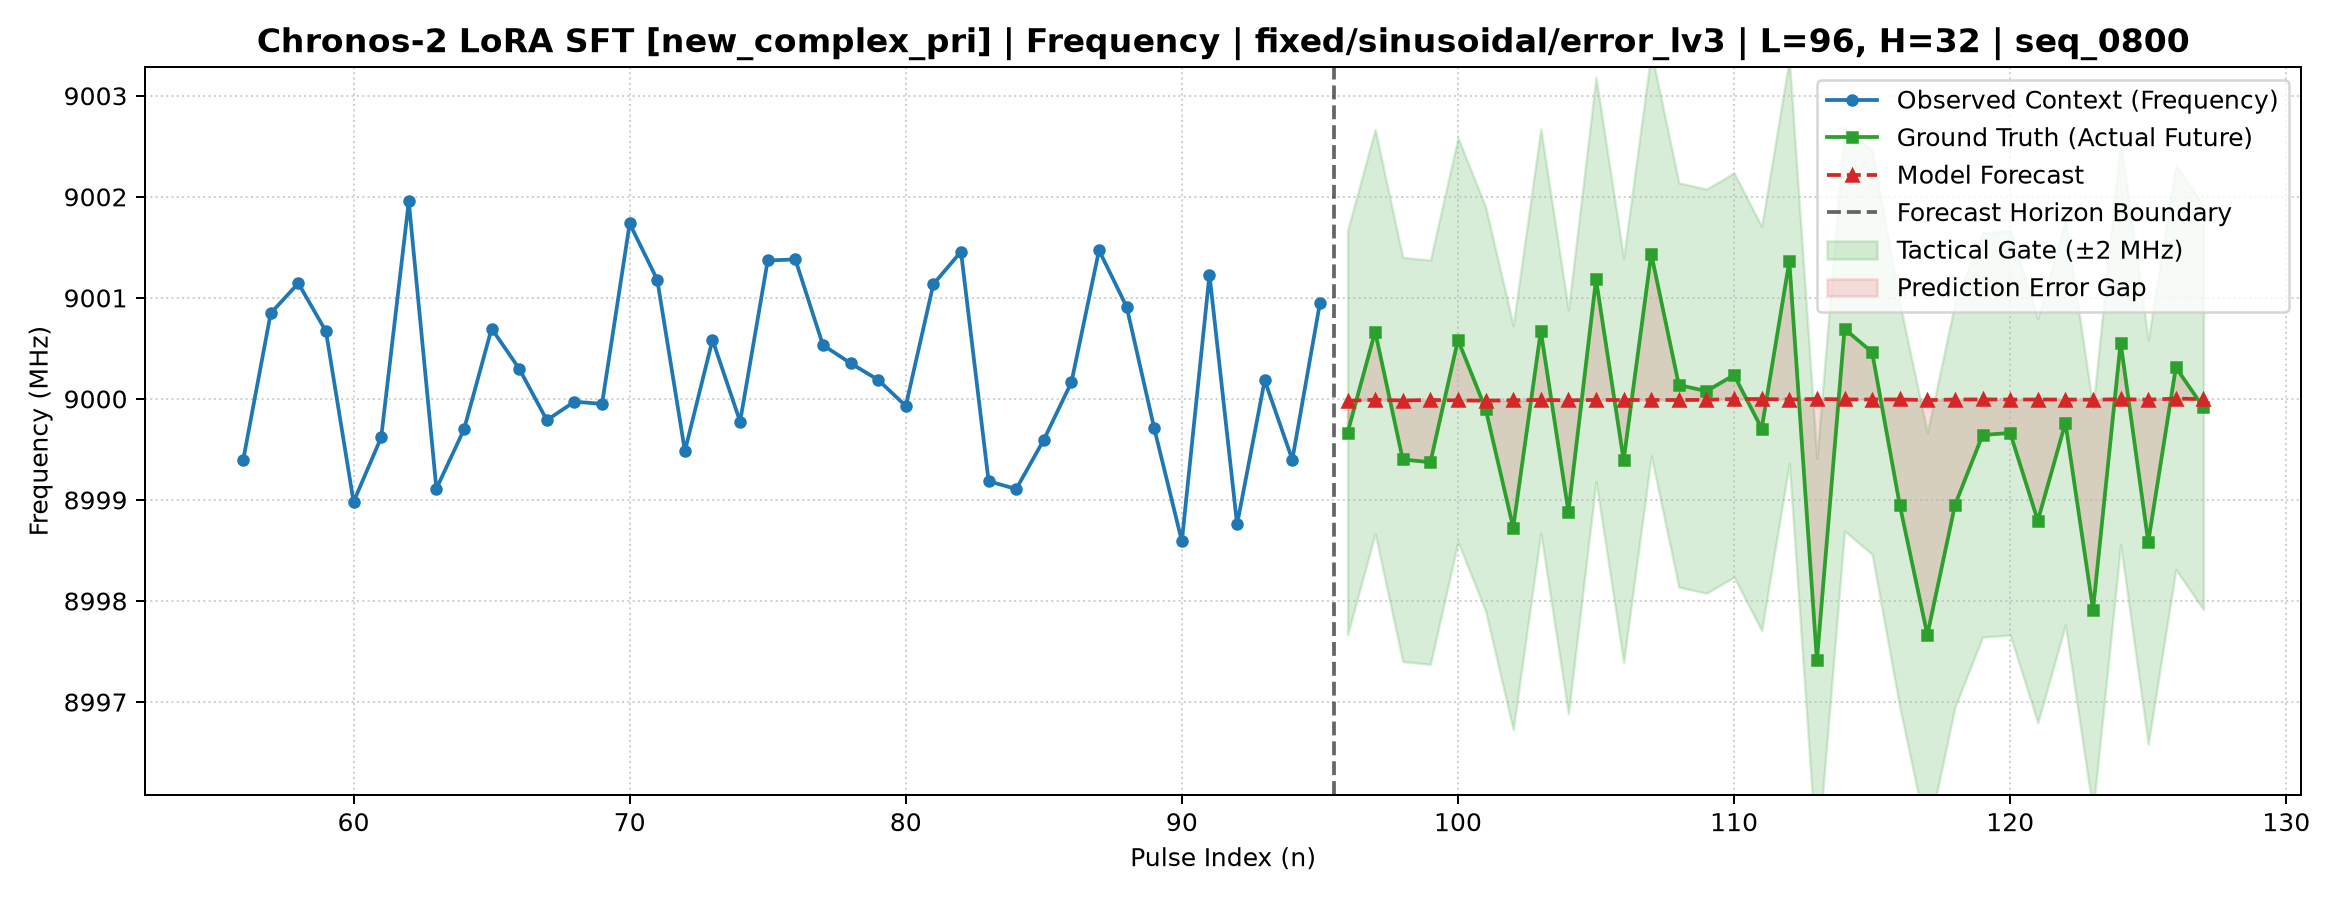 Chronos-2 LoRA SFT [new_complex_pri] | Frequency | fixed/sinusoidal/error_lv3 | L=96, H=32 | seq_0800
Frequency (MHz)
9003
9002
9001
9000
8999
8998
8997
Observed Context (Frequency)
Ground Truth (Actual Future)
Model Forecast
Forecast Horizon Boundary
Tactical Gate (±2 MHz)
Prediction Error Gap
60
70
80
90
100
110
120
130
Pulse Index (n)